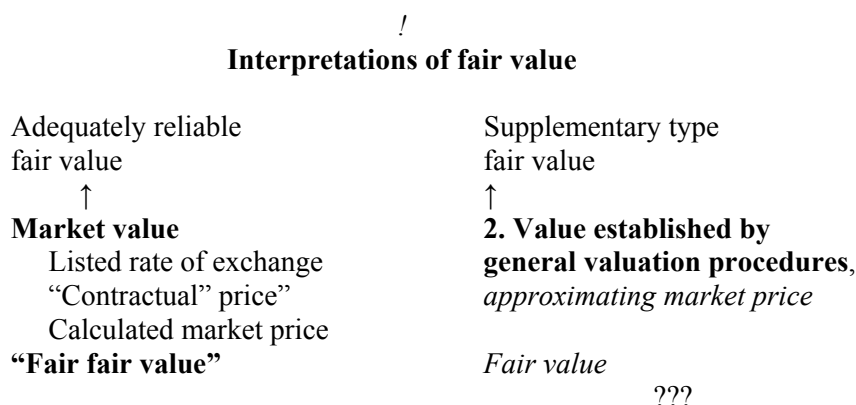 !
Interpretations of fair value
Adequately reliable
fair value
↑
Market value
Listed rate of exchange
“Contractual” price”
Calculated market price
“Fair fair value”
Supplementary type
fair value
↑
2. Value established by
general valuation procedures,
approximating market price
Fair value
???